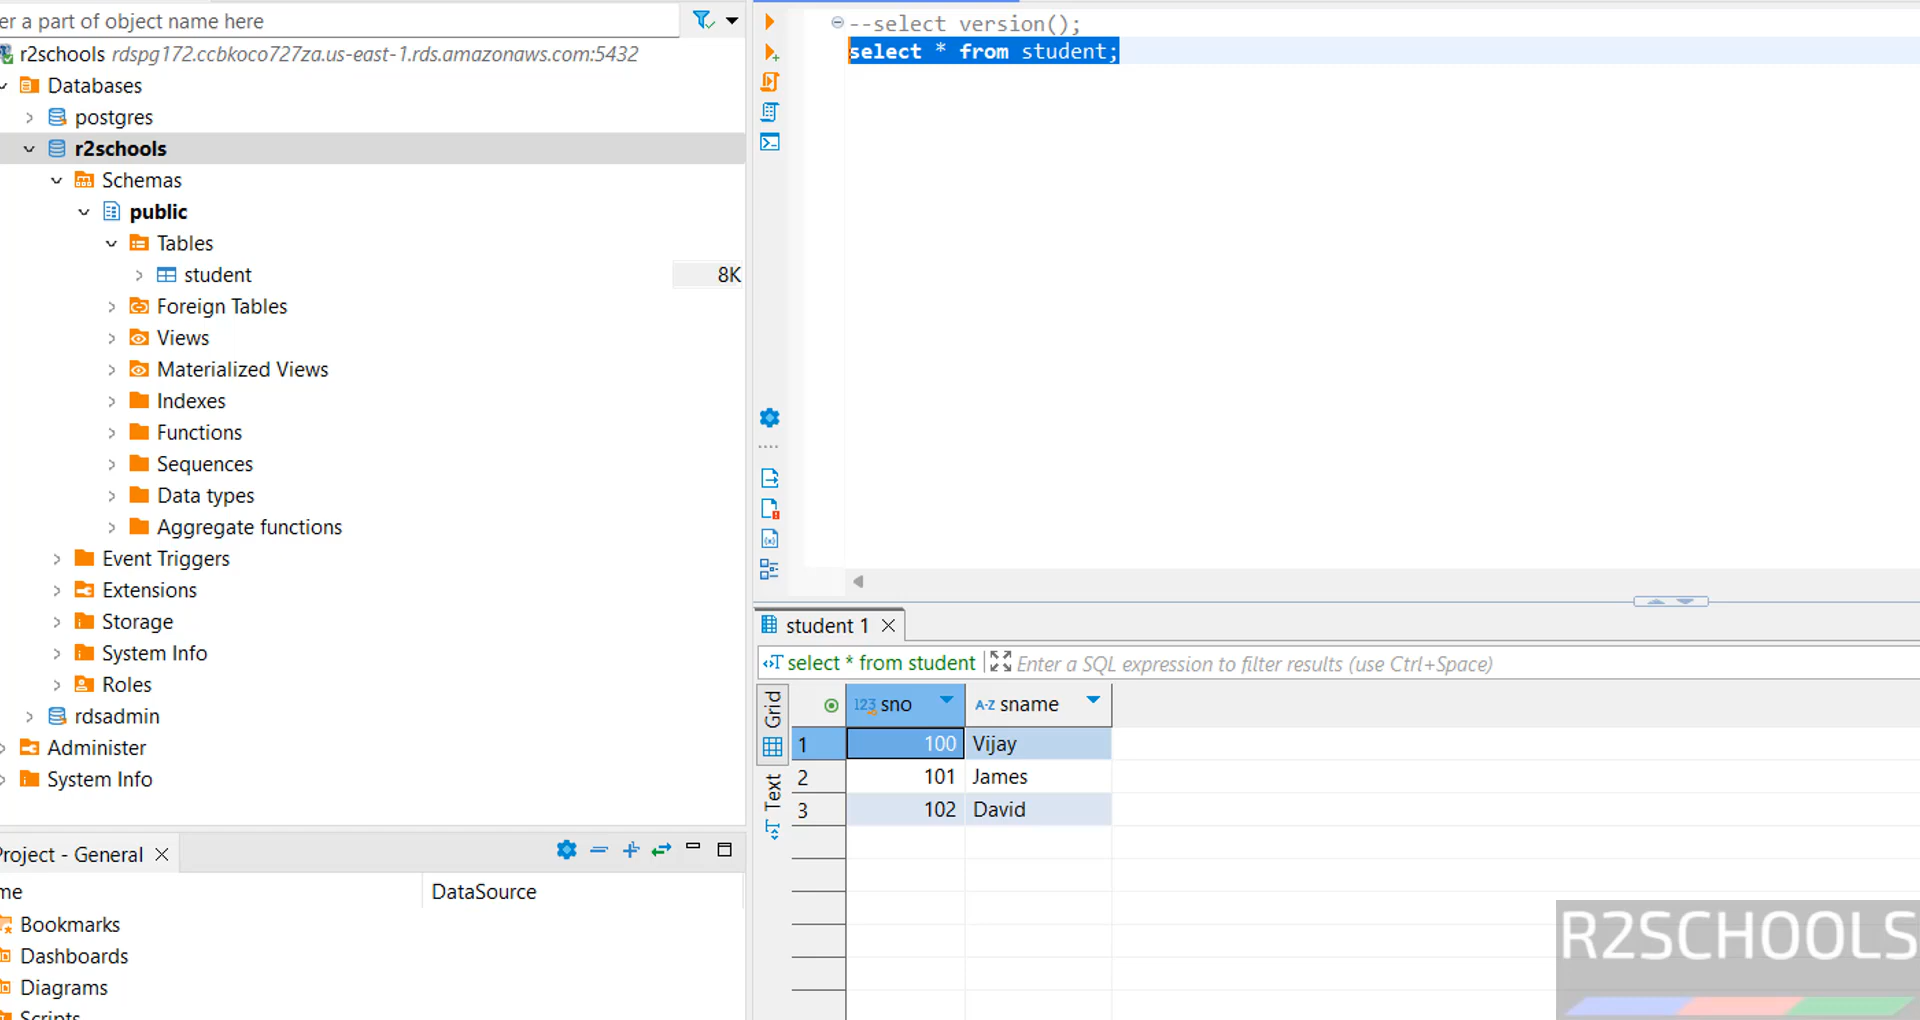 er a part of object name here
r2schools rdspg172.ccbkoco727za.us-east-1.rds.amazonaws.com:5432
Databases
postgres
r2schools
Schemas
public
Tables
student 8K
Foreign Tables
Views
Materialized Views
Indexes
Functions
Sequences
Data types
Aggregate functions
Event Triggers
Extensions
Storage
System Info
Roles
rdsadmin
Administer
System Info
Project - General
me DataSource
Bookmarks
Dashboards
Diagrams
Scripts
--select version();
select * from student;
student 1
select * from student Enter a SQL expression to filter results (use Ctrl+Space)
Grid
Text
123 sno A-Z sname
1 100 Vijay
2 101 James
3 102 David
R2SCHOOLS